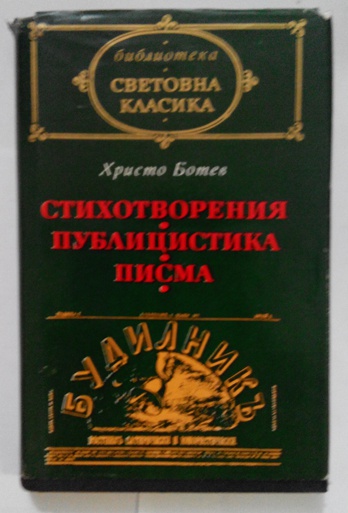 библиотека
СВЕТОВНА
КЛАСИКА
Христо Ботев
СТИХОТВОРЕНИЯ
ПУБЛИЦИСТИКА
ПИСМА
БУДИЛНИКЪ